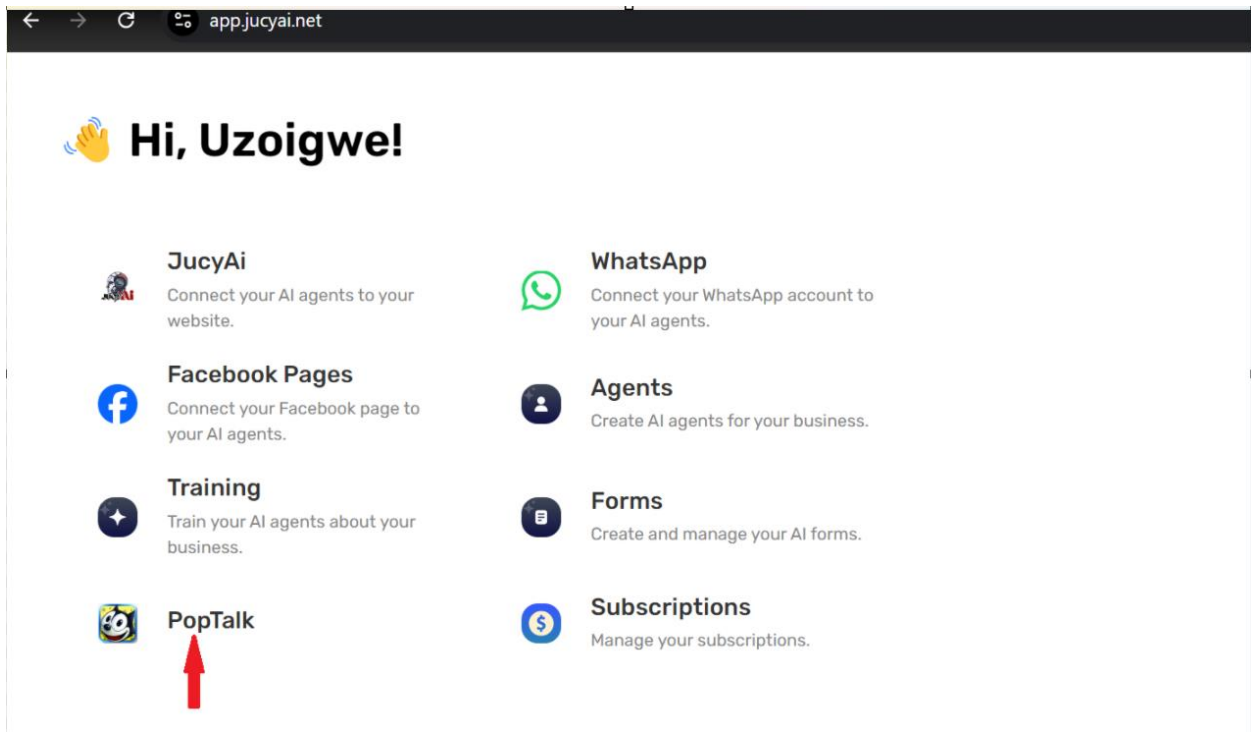 app.jucyai.net
Hi, Uzoigwe!
JucyAi
Connect your AI agents to your
website.
WhatsApp
Connect your WhatsApp account to
your AI agents.
Facebook Pages
Connect your Facebook page to
your AI agents.
Agents
Create AI agents for your business.
Training
Train your AI agents about your
business.
Forms
Create and manage your AI forms.
PopTalk
Subscriptions
Manage your subscriptions.